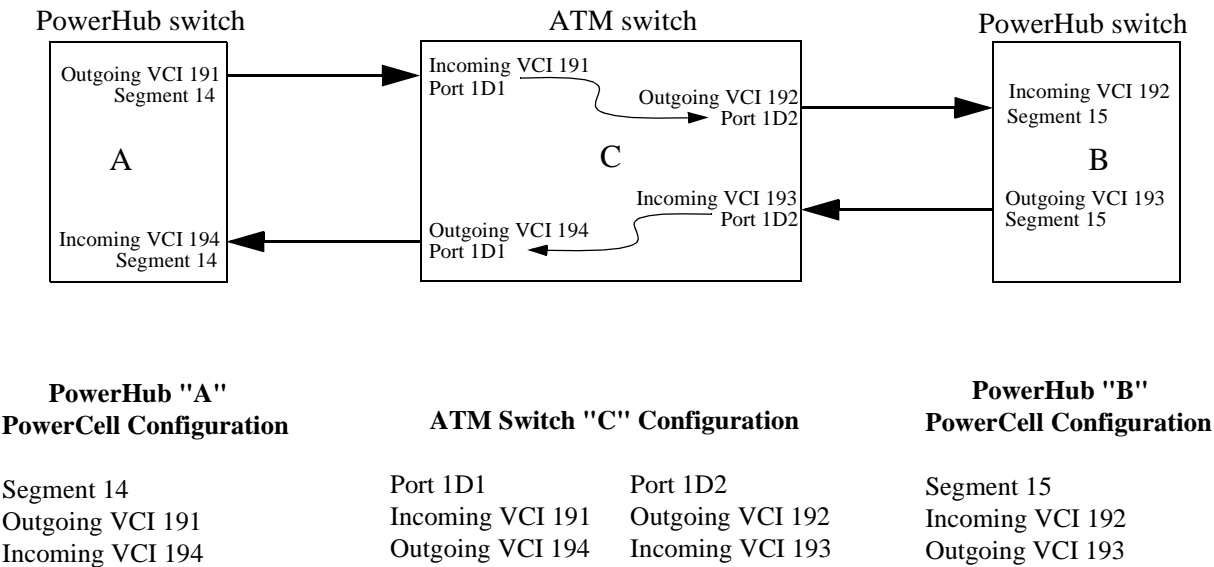 PowerHub switch
ATM switch
PowerHub switch
Outgoing VCI 191
Segment 14
A
Incoming VCI 194
Segment 14
Incoming VCI 191
Port 1D1
Outgoing VCI 192
Port 1D2
C
Incoming VCI 193
Port 1D2
Outgoing VCI 194
Port 1D1
Incoming VCI 192
Segment 15
B
Outgoing VCI 193
Segment 15
PowerHub "A"
PowerCell Configuration
Segment 14
Outgoing VCI 191
Incoming VCI 194
ATM Switch "C" Configuration
Port 1D1
Incoming VCI 191
Outgoing VCI 194
Port 1D2
Outgoing VCI 192
Incoming VCI 193
PowerHub "B"
PowerCell Configuration
Segment 15
Incoming VCI 192
Outgoing VCI 193